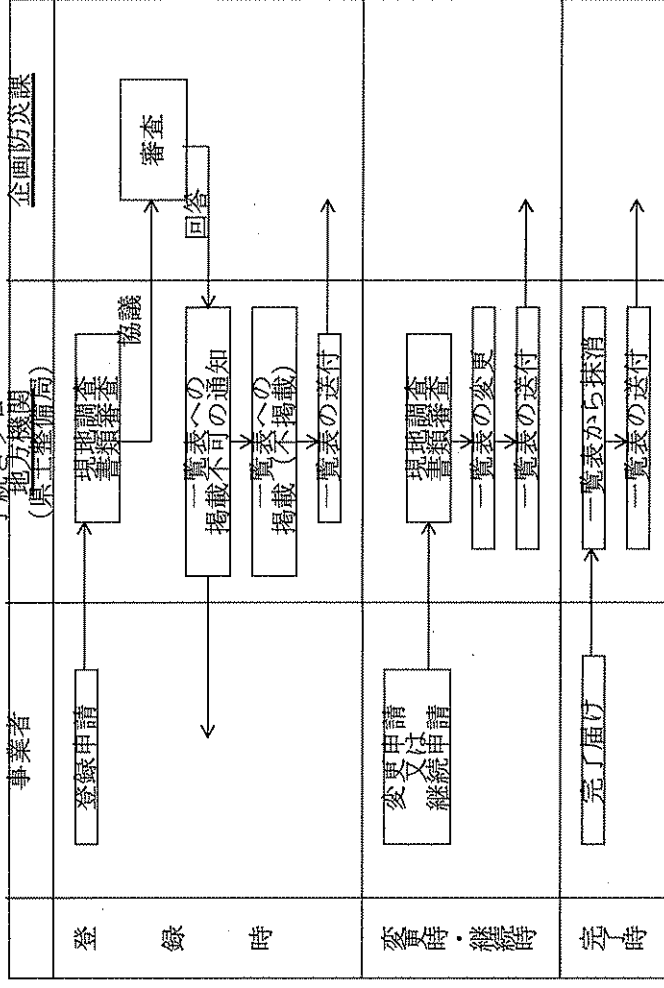 事業者
地方機関
(県土整備局)
企画防災課
登録時
登録申請
現地調査
書類審査
協議
審査
回答
一覧表への
掲載不可の通知
一覧表への
掲載(不掲載)
一覧表の送付
変更時・継続時
変更申請
又は
継続申請
現地調査
書類審査
一覧表の変更
一覧表の送付
完了時
完了届け
一覧表から抹消
一覧表の送付